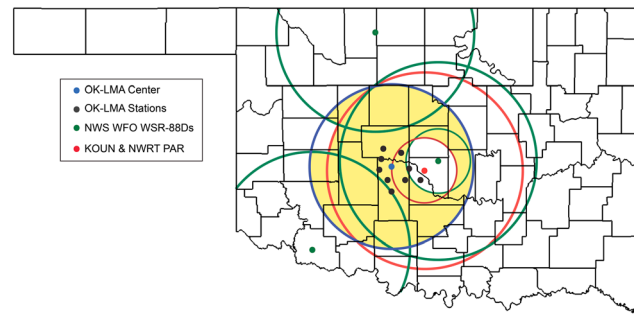 OK-LMA Center
OK-LMA Stations
NWS WFO WSR-88Ds
KOUN & NWRT PAR